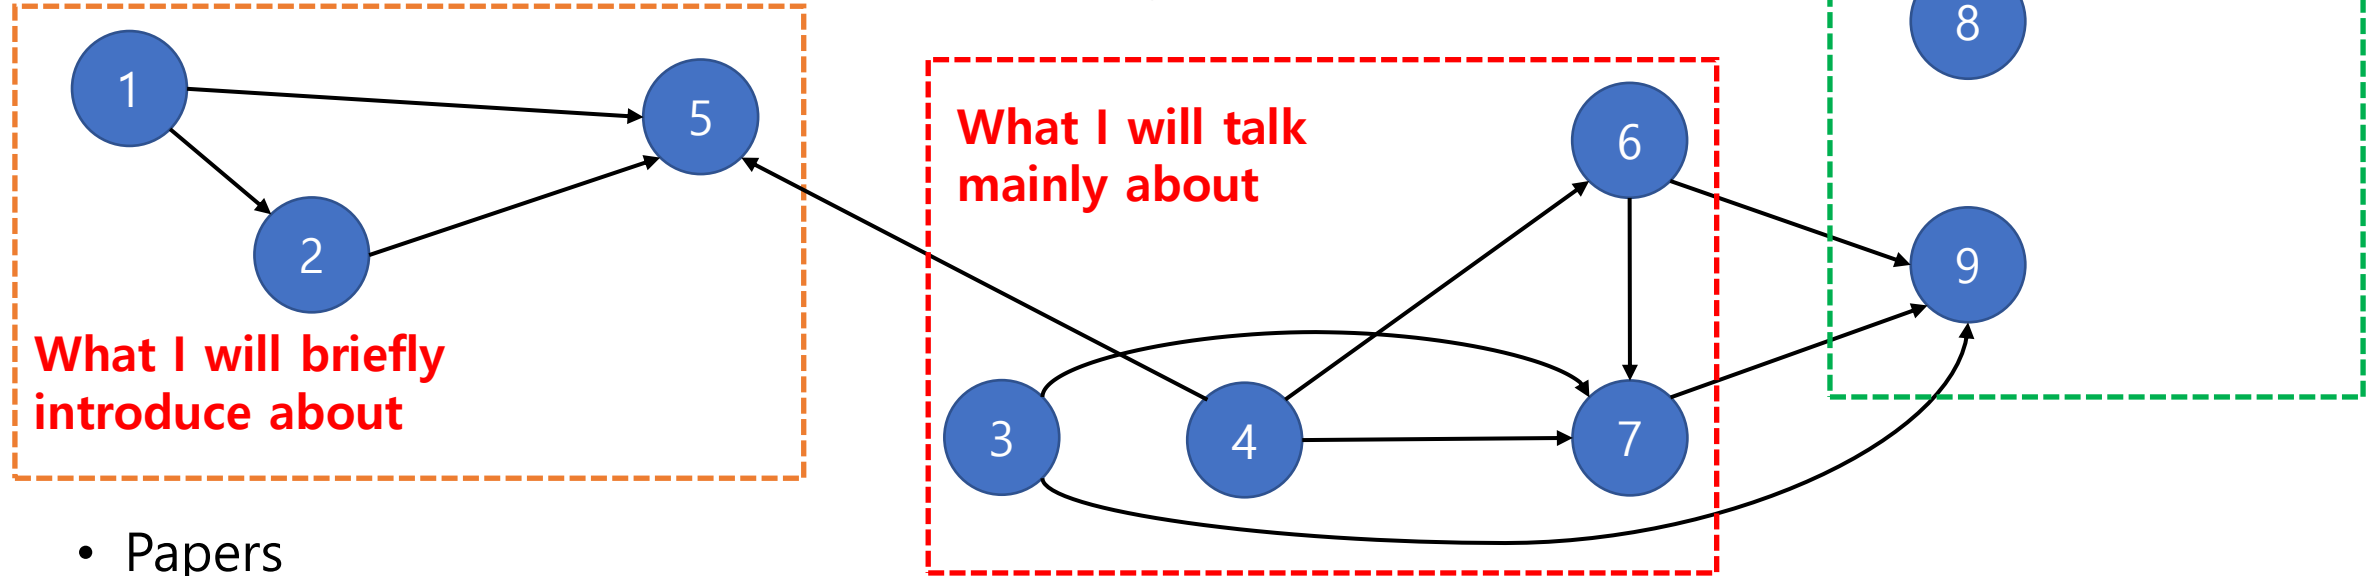 1
5
2
What I will briefly
introduce about
• Papers
What I will talk
mainly about
6
3
4
7
8
9